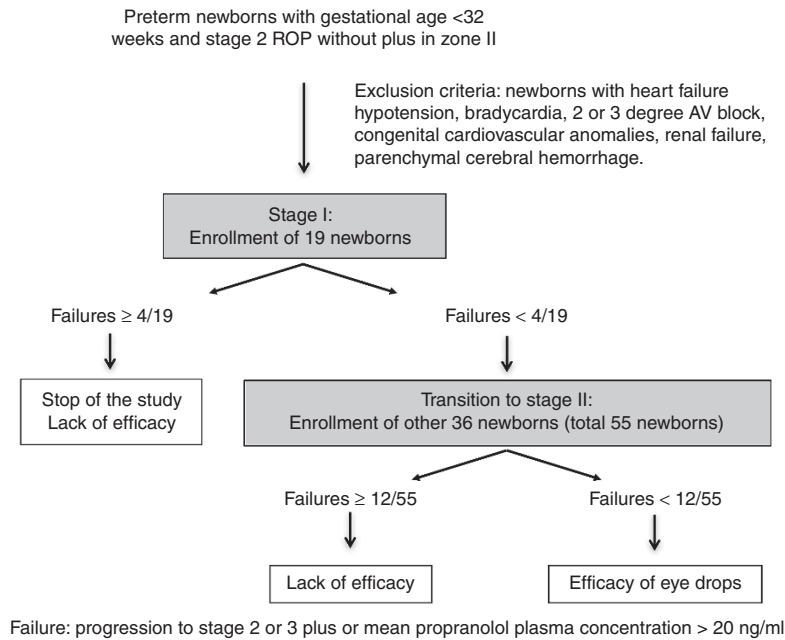 Preterm newborns with gestational age <32
weeks and stage 2 ROP without plus in zone II
Exclusion criteria: newborns with heart failure
hypotension, bradycardia, 2 or 3 degree AV block,
congenital cardiovascular anomalies, renal failure,
parenchymal cerebral hemorrhage.
Stage I:
Enrollment of 19 newborns
Failures ≥ 4/19
Failures < 4/19
Stop of the study
Lack of efficacy
Transition to stage II:
Enrollment of other 36 newborns (total 55 newborns)
Failures ≥ 12/55
Failures < 12/55
Lack of efficacy
Efficacy of eye drops
Failure: progression to stage 2 or 3 plus or mean propranolol plasma concentration > 20 ng/ml